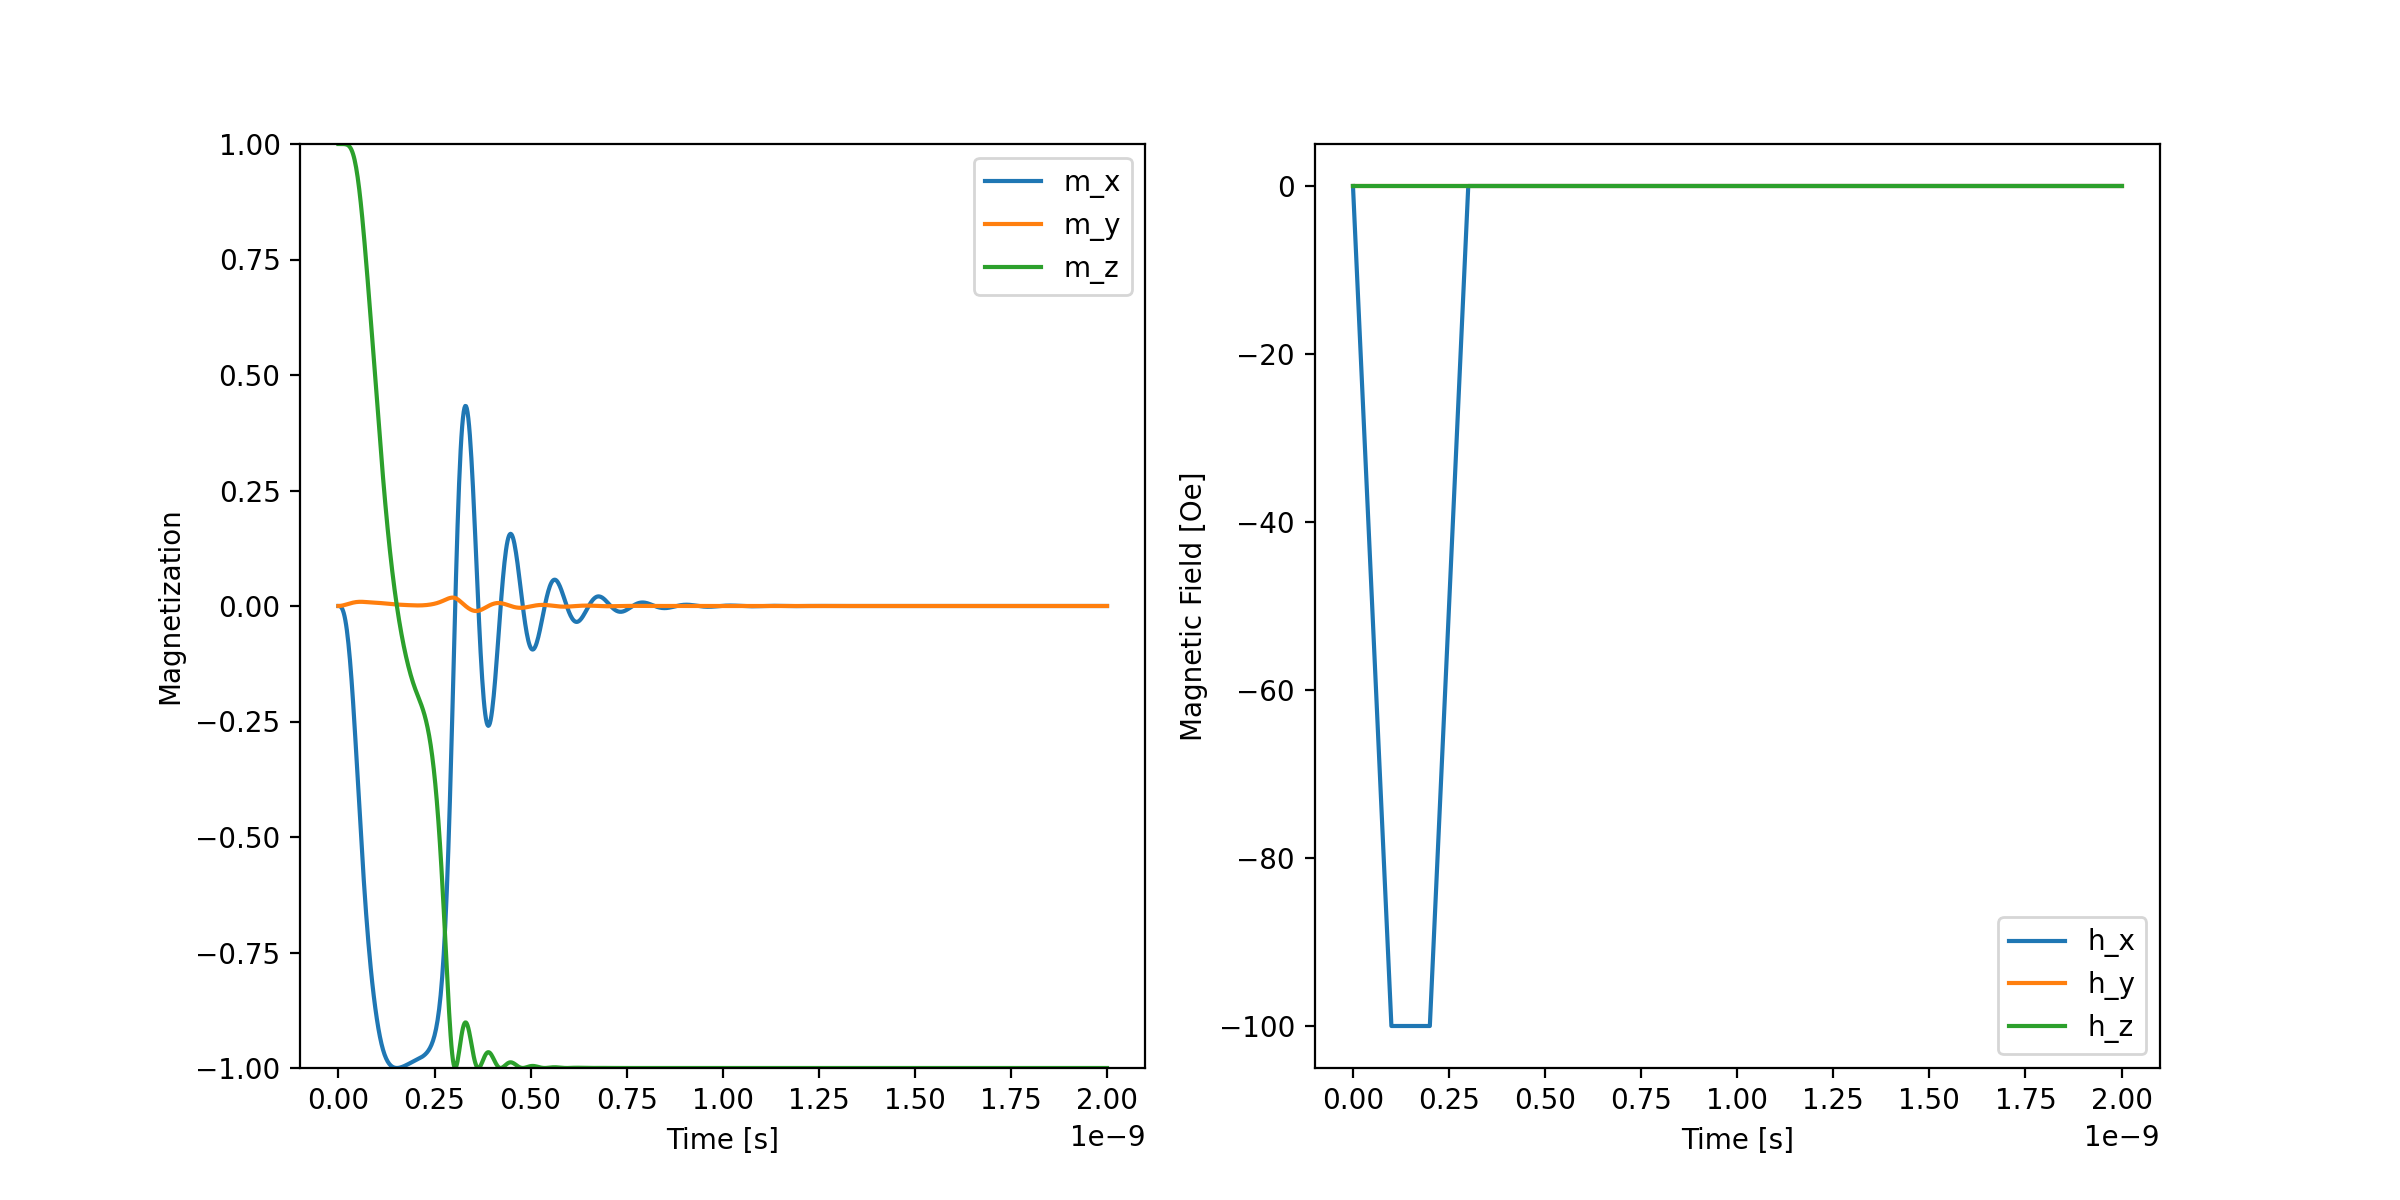 1.00
0.75
0.50
0.25
0.00
−0.25
−0.50
−0.75
−1.00
Magnetization
m_x
m_y
m_z
0.00 0.25 0.50 0.75 1.00 1.25 1.50 1.75 2.00
Time [s]
1e−9
0
−20
−40
−60
−80
−100
Magnetic Field [Oe]
h_x
h_y
h_z
0.00 0.25 0.50 0.75 1.00 1.25 1.50 1.75 2.00
Time [s]
1e−9